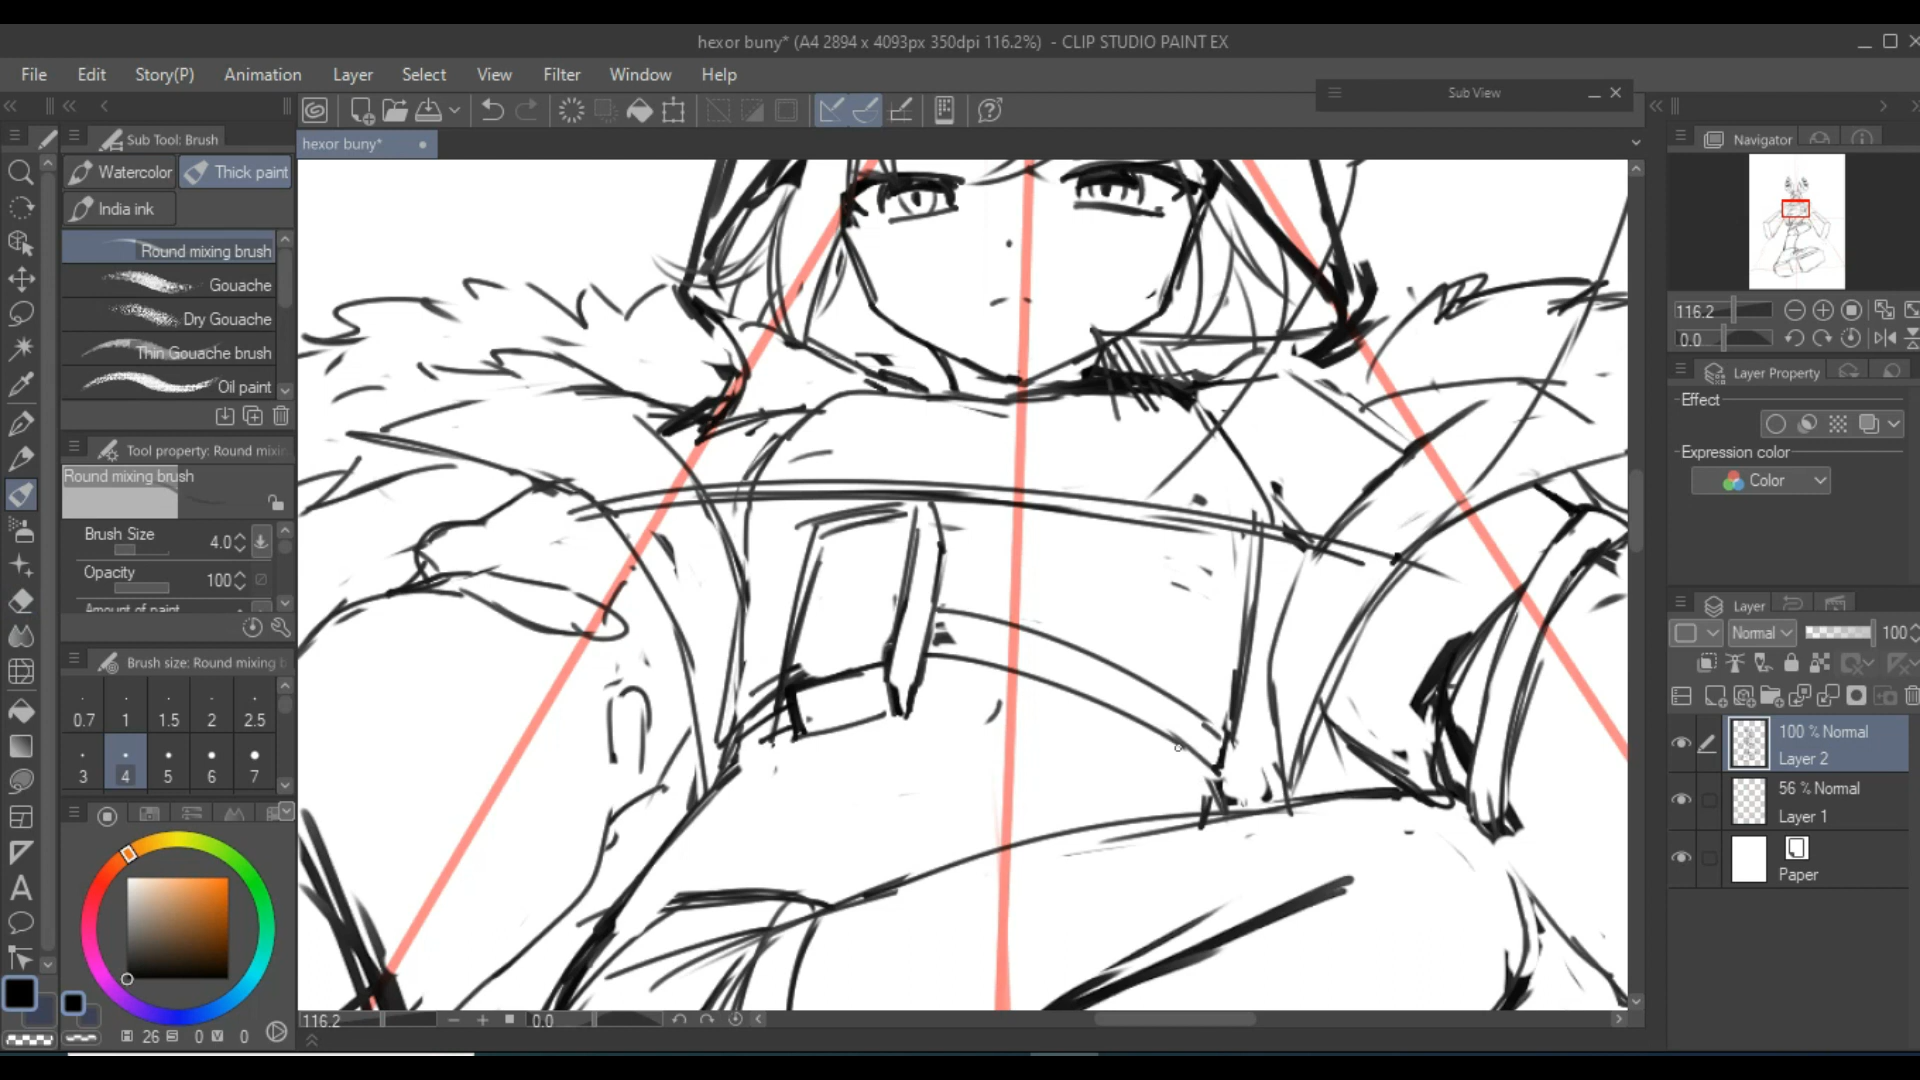 hexor buny* (A4 2894 x 4093px 350dpi 116.2%)  - CLIP STUDIO PAINT EX
File Edit Story(P) Animation Layer Select View Filter Window Help
Sub View
Sub Tool: Brush
hexor buny*
Navigator
Watercolor Thick paint
India ink
Round mixing brush
Gouache
Dry Gouache
Thin Gouache brush
Oil paint
116.2
0.0
Layer Property
Effect
Expression color
Color
Tool property: Round mixin
Round mixing brush
Brush Size 4.0
Opacity 100
Amount of paint
Brush size: Round mixing b
0.7 1 1.5 2 2.5
3 4 5 6 7
Layer
Normal 100
100 % Normal
Layer 2
56 % Normal
Layer 1
Paper
116.2 0.0
H 26 S 0 V 0